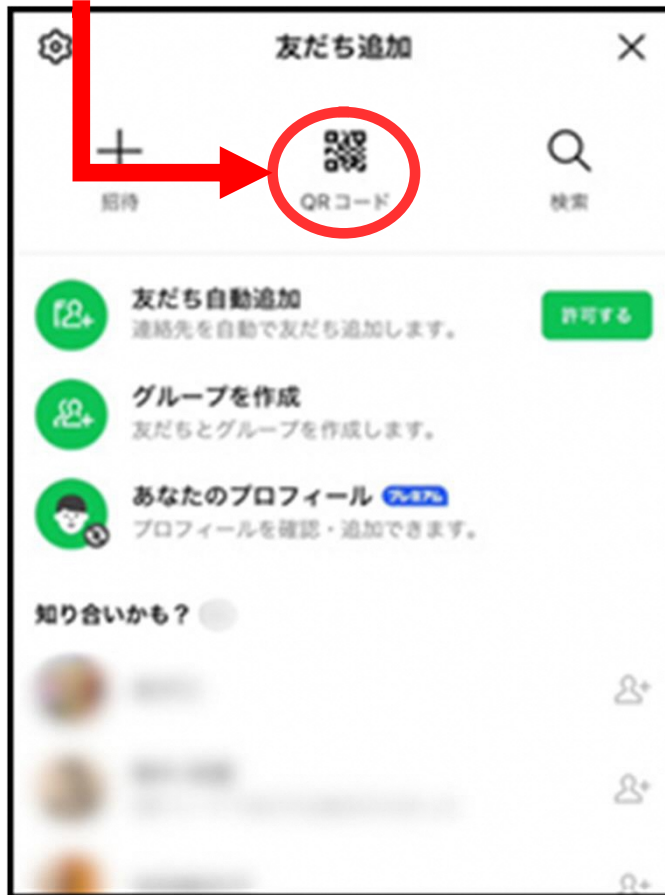 友だち追加
招待
QRコード
検索
友だち自動追加
連絡先を自動で友だち追加します。
許可する
グループを作成
友だちとグループを作成します。
あなたのプロフィール プレミアム
プロフィールを確認・追加できます。
知り合いかも？